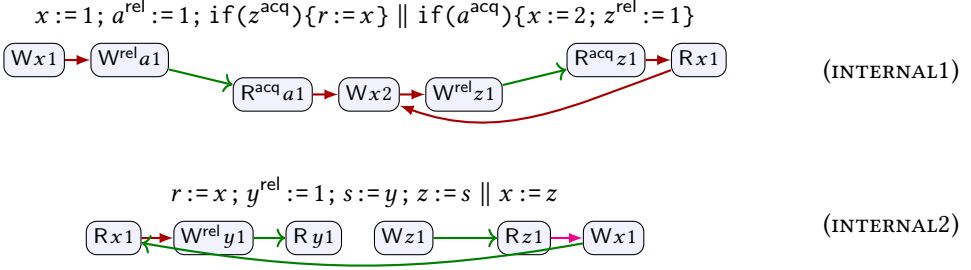 x := 1; a^rel := 1; if(z^acq){r := x} ∥ if(a^acq){x := 2; z^rel := 1}
Wx1 W^rel a1 R^acq z1 Rx1 (INTERNAL1)
R^acq a1 Wx2 W^rel z1
r := x; y^rel := 1; s := y; z := s ∥ x := z
Rx1 W^rel y1 Ry1 Wz1 Rz1 Wx1 (INTERNAL2)